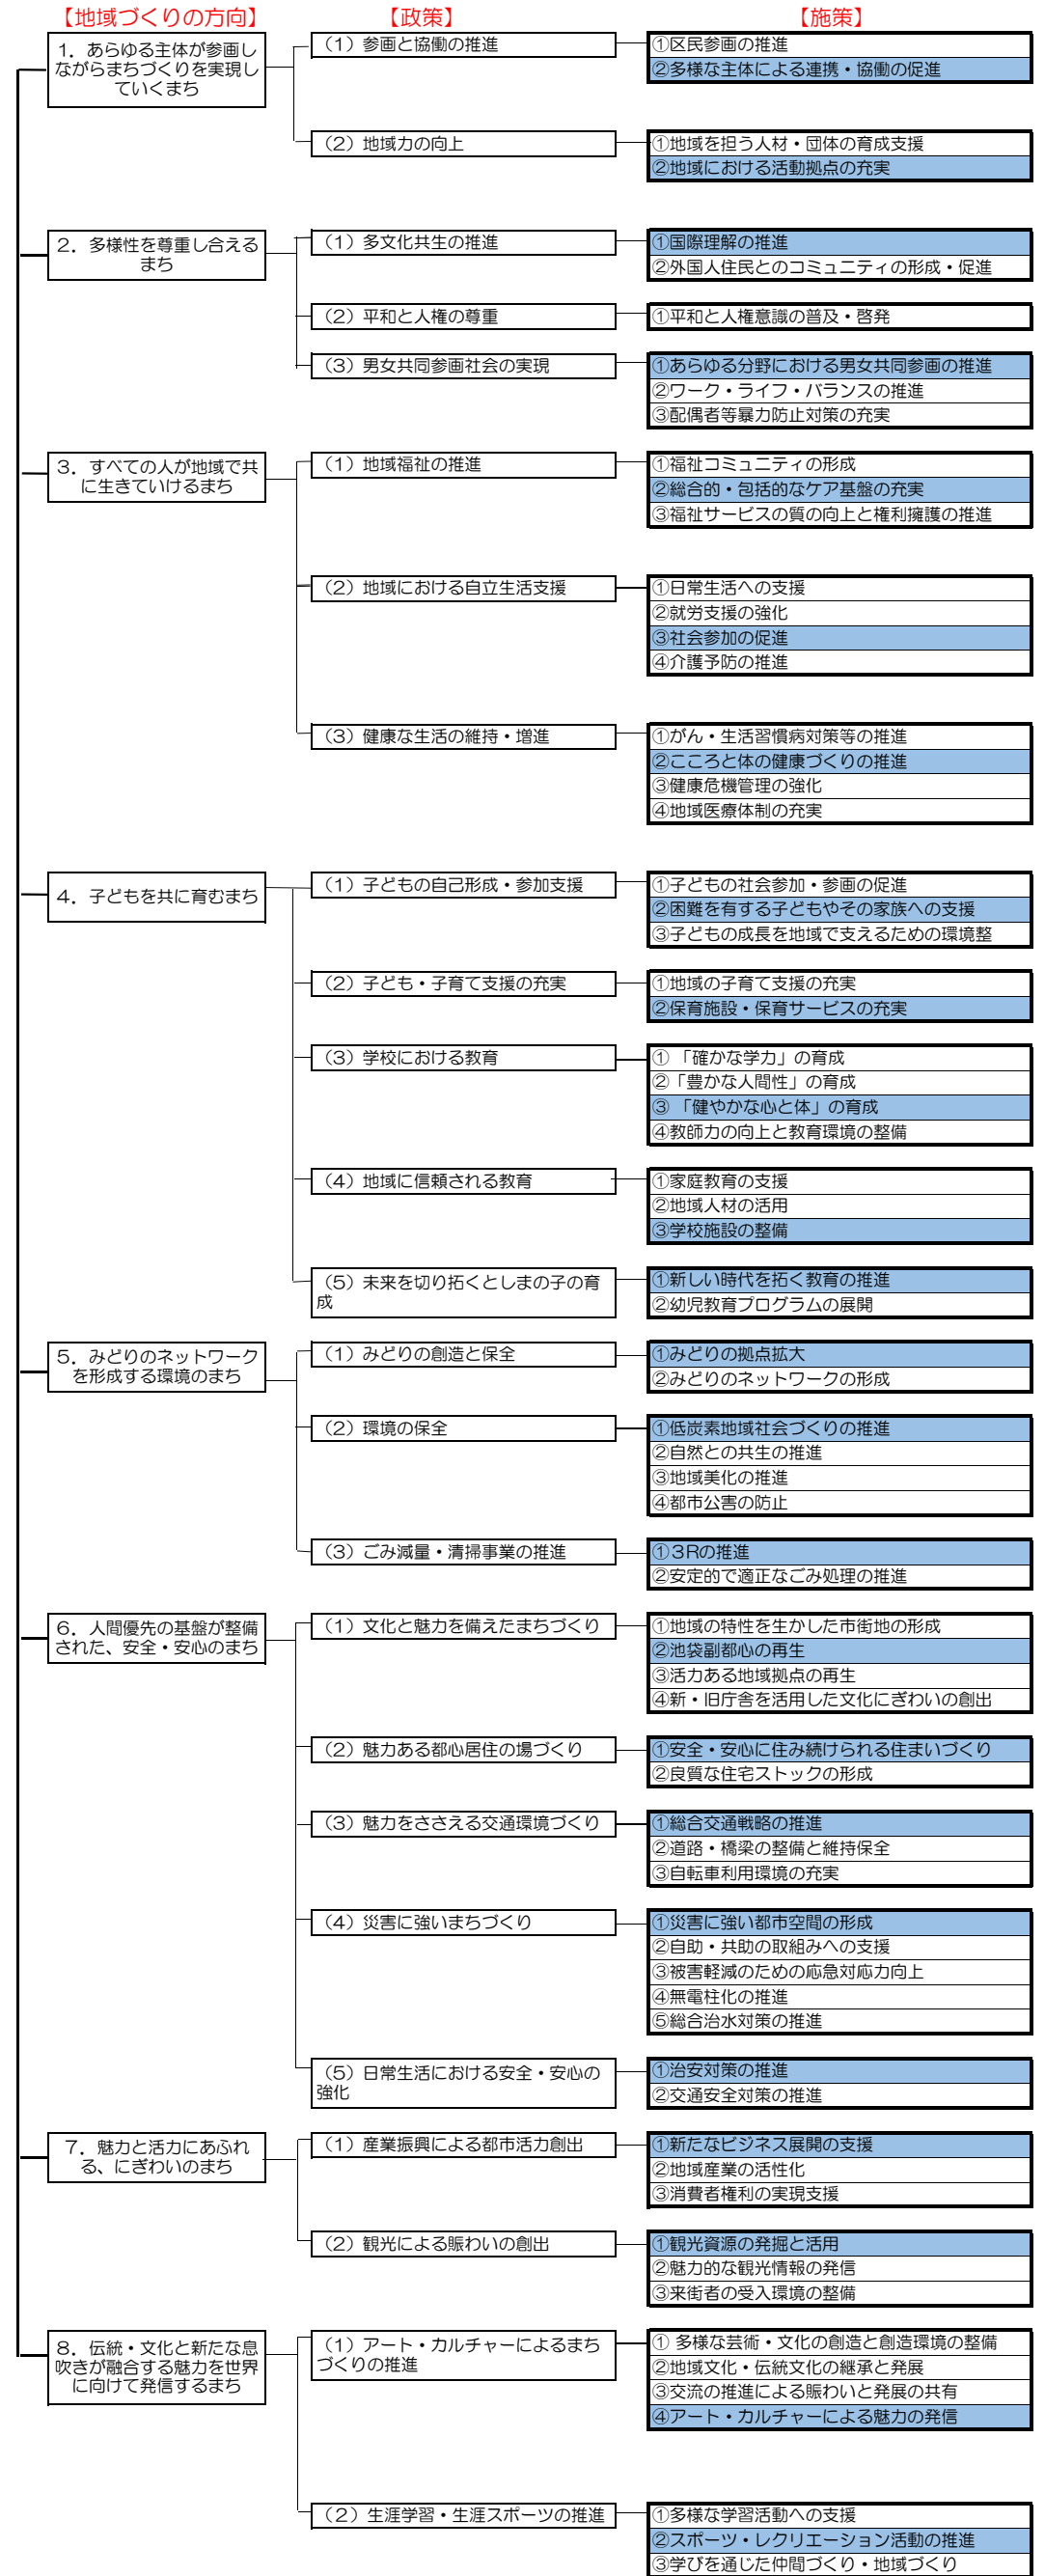 【地域づくりの方向】
【政策】
【施策】
1．あらゆる主体が参画し
ながらまちづくりを実現し
ていくまち
（1）参画と協働の推進
①区民参画の推進
②多様な主体による連携・協働の促進
（2）地域力の向上
①地域を担う人材・団体の育成支援
②地域における活動拠点の充実
2．多様性を尊重し合える
まち
（1）多文化共生の推進
①国際理解の推進
②外国人住民とのコミュニティの形成・促進
（2）平和と人権の尊重
①平和と人権意識の普及・啓発
（3）男女共同参画社会の実現
①あらゆる分野における男女共同参画の推進
②ワーク・ライフ・バランスの推進
③配偶者等暴力防止対策の充実
3．すべての人が地域で共
に生きていけるまち
（1）地域福祉の推進
①福祉コミュニティの形成
②総合的・包括的なケア基盤の充実
③福祉サービスの質の向上と権利擁護の推進
（2）地域における自立生活支援
①日常生活への支援
②就労支援の強化
③社会参加の促進
④介護予防の推進
（3）健康な生活の維持・増進
①がん・生活習慣病対策等の推進
②こころと体の健康づくりの推進
③健康危機管理の強化
④地域医療体制の充実
4．子どもを共に育むまち
（1）子どもの自己形成・参加支援
①子どもの社会参加・参画の促進
②困難を有する子どもやその家族への支援
③子どもの成長を地域で支えるための環境整
（2）子ども・子育て支援の充実
①地域の子育て支援の充実
②保育施設・保育サービスの充実
（3）学校における教育
① 「確かな学力」の育成
②「豊かな人間性」の育成
③ 「健やかな心と体」の育成
④教師力の向上と教育環境の整備
（4）地域に信頼される教育
①家庭教育の支援
②地域人材の活用
③学校施設の整備
（5）未来を切り拓くとしまの子の育
成
①新しい時代を拓く教育の推進
②幼児教育プログラムの展開
5．みどりのネットワーク
を形成する環境のまち
（1）みどりの創造と保全
①みどりの拠点拡大
②みどりのネットワークの形成
（2）環境の保全
①低炭素地域社会づくりの推進
②自然との共生の推進
③地域美化の推進
④都市公害の防止
（3）ごみ減量・清掃事業の推進
①3Rの推進
②安定的で適正なごみ処理の推進
6．人間優先の基盤が整備
された、安全・安心のまち
（1）文化と魅力を備えたまちづくり
①地域の特性を生かした市街地の形成
②池袋副都心の再生
③活力ある地域拠点の再生
④新・旧庁舎を活用した文化にぎわいの創出
（2）魅力ある都心居住の場づくり
①安全・安心に住み続けられる住まいづくり
②良質な住宅ストックの形成
（3）魅力をささえる交通環境づくり
①総合交通戦略の推進
②道路・橋梁の整備と維持保全
③自転車利用環境の充実
（4）災害に強いまちづくり
①災害に強い都市空間の形成
②自助・共助の取組みへの支援
③被害軽減のための応急対応力向上
④無電柱化の推進
⑤総合治水対策の推進
（5）日常生活における安全・安心の
強化
①治安対策の推進
②交通安全対策の推進
7．魅力と活力にあふれ
る、にぎわいのまち
（1）産業振興による都市活力創出
①新たなビジネス展開の支援
②地域産業の活性化
③消費者権利の実現支援
（2）観光による賑わいの創出
①観光資源の発掘と活用
②魅力的な観光情報の発信
③来街者の受入環境の整備
8．伝統・文化と新たな息
吹きが融合する魅力を世界
に向けて発信するまち
（1）アート・カルチャーによるまち
づくりの推進
① 多様な芸術・文化の創造と創造環境の整備
②地域文化・伝統文化の継承と発展
③交流の推進による賑わいと発展の共有
④アート・カルチャーによる魅力の発信
（2）生涯学習・生涯スポーツの推進
①多様な学習活動への支援
②スポーツ・レクリエーション活動の推進
③学びを通じた仲間づくり・地域づくり